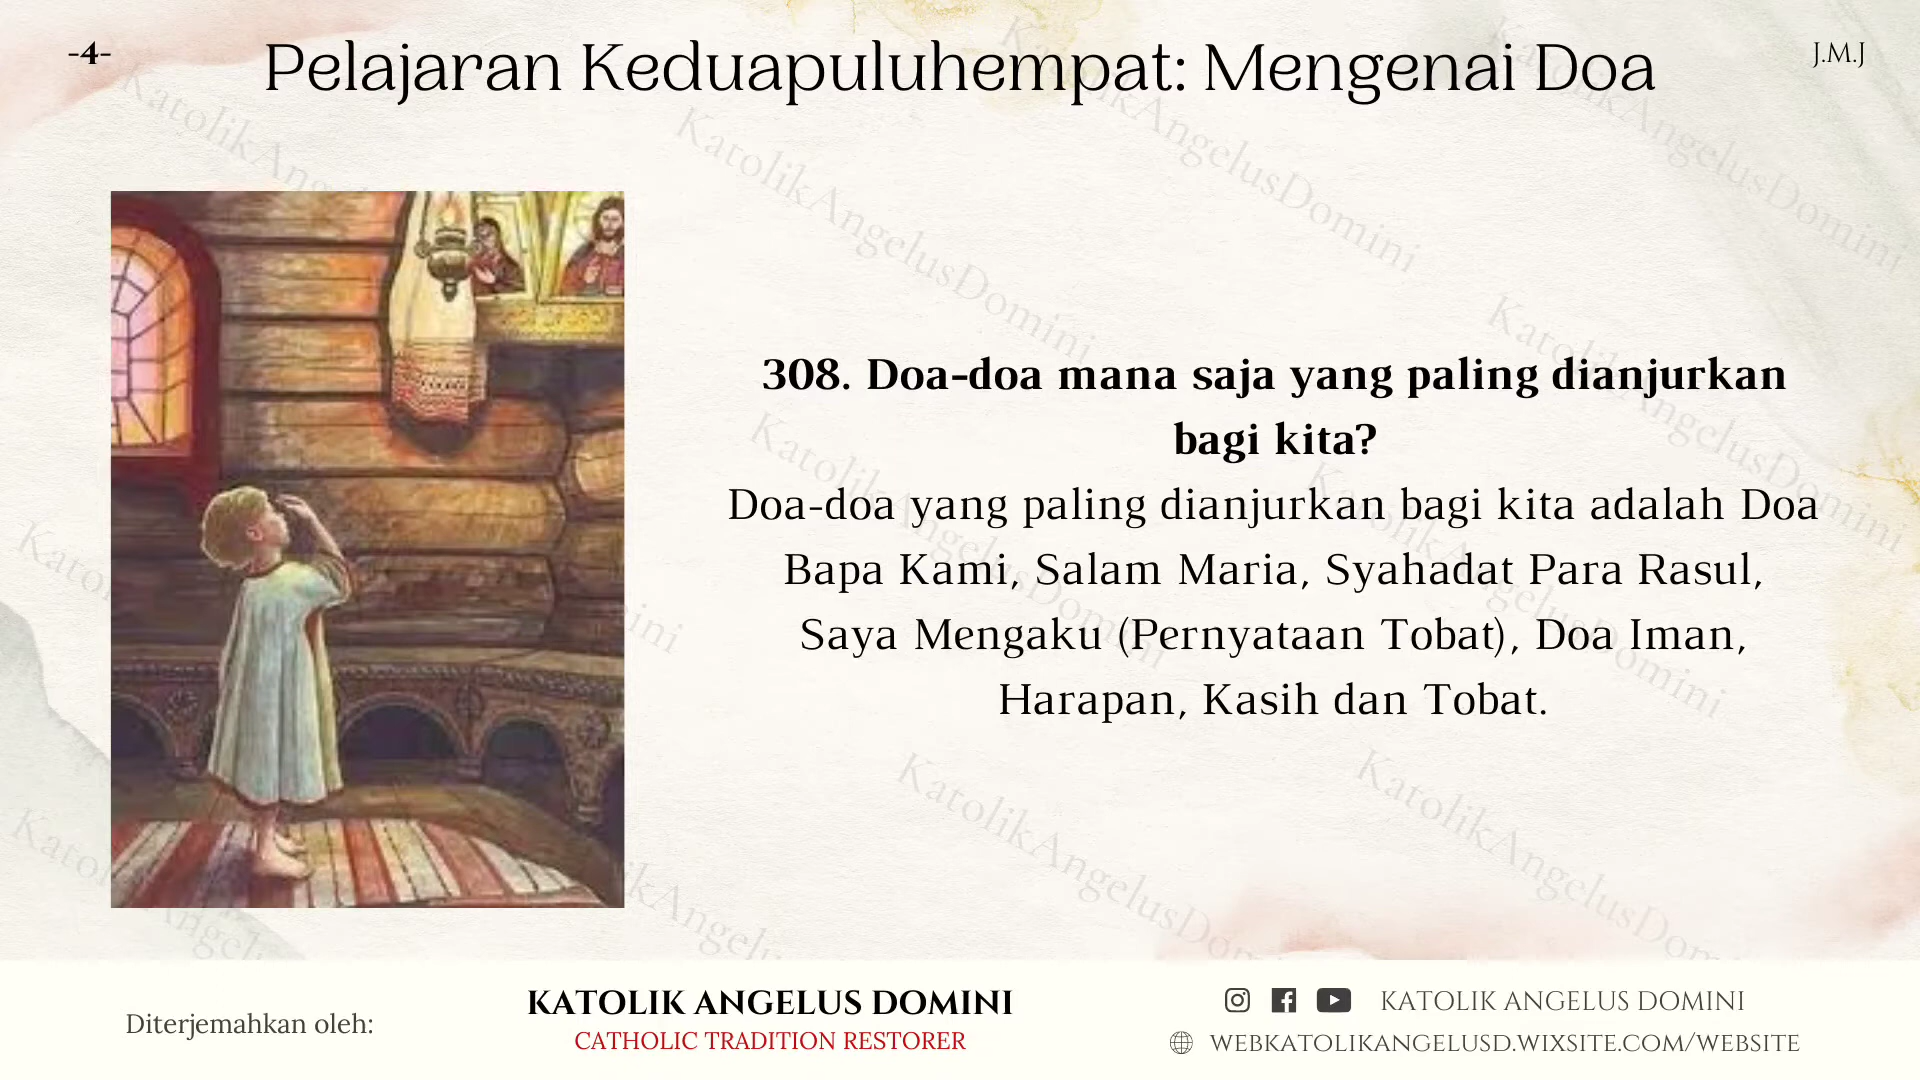 -4-
Pelajaran Keduapuluhempat: Mengenai Doa
J.M.J
308. Doa-doa mana saja yang paling dianjurkan
bagi kita?
Doa-doa yang paling dianjurkan bagi kita adalah Doa
Bapa Kami, Salam Maria, Syahadat Para Rasul,
Saya Mengaku (Pernyataan Tobat), Doa Iman,
Harapan, Kasih dan Tobat.
Diterjemahkan oleh:
KATOLIK ANGELUS DOMINI
CATHOLIC TRADITION RESTORER
KATOLIK ANGELUS DOMINI
WEBKATOLIKANGELUSD.WIXSITE.COM/WEBSITE
KatolikAngelusDomini